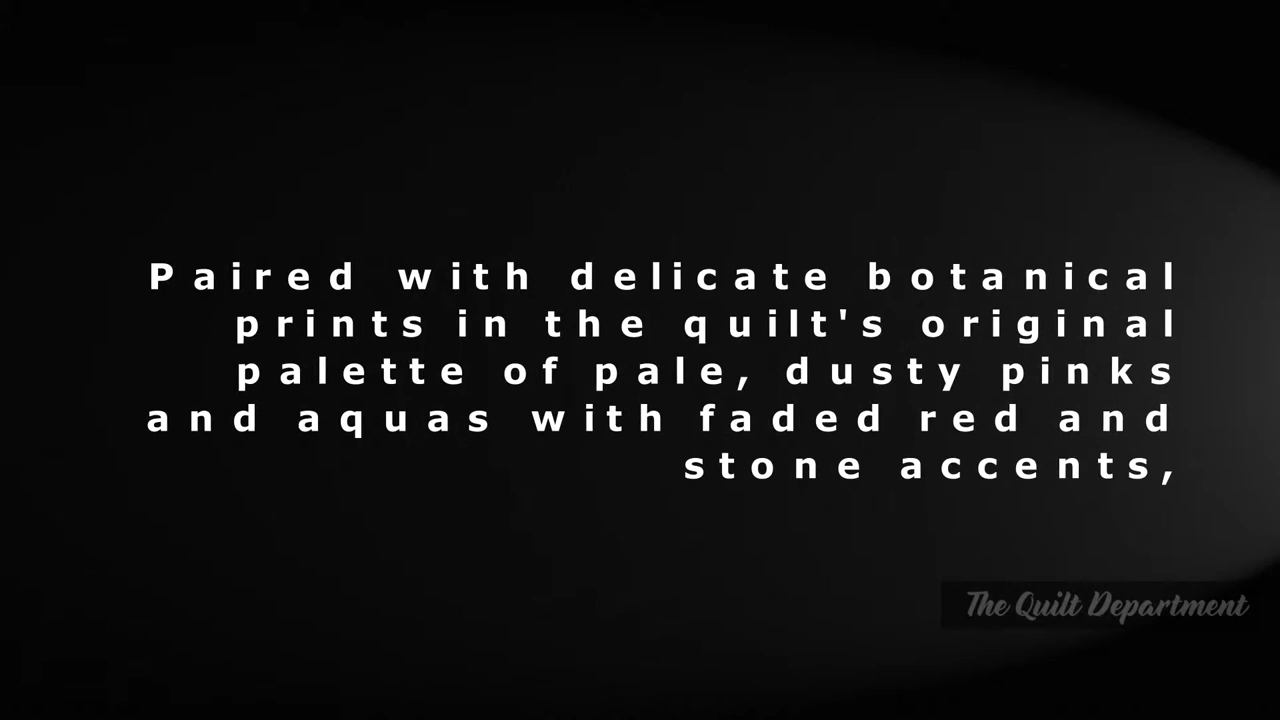 Paired with delicate botanical
prints in the quilt's original
palette of pale, dusty pinks
and aquas with faded red and
stone accents,
The Quilt Department